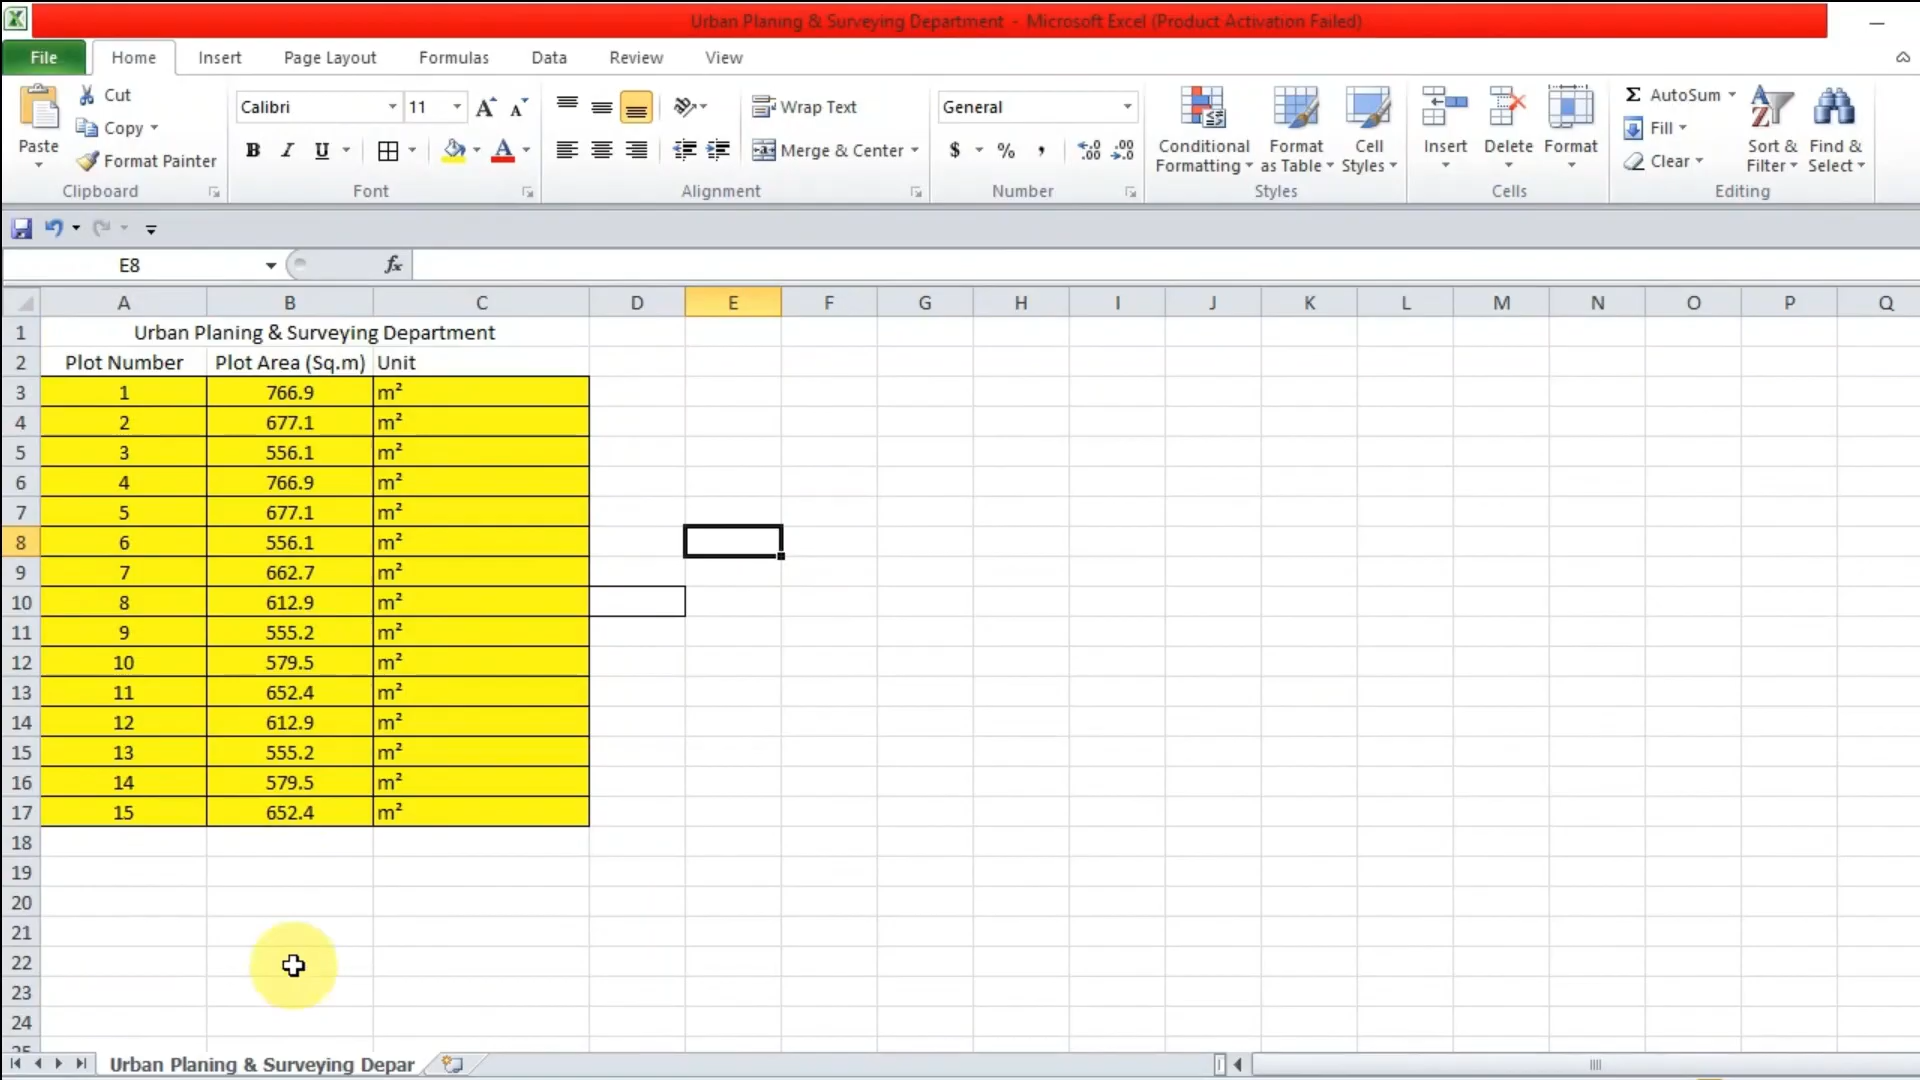 Urban Planing & Surveying Department - Microsoft Excel (Product Activation Failed)
File Home Insert Page Layout Formulas Data Review View
Paste
Cut
Copy
Format Painter
Clipboard
Calibri 11
B I U
Font
Wrap Text
Merge & Center
Alignment
General
$ % ,
Number
Conditional Formatting
Format as Table
Cell Styles
Styles
Insert Delete Format
Cells
Σ AutoSum
Fill
Clear
Sort & Filter
Find & Select
Editing
E8 fx
A B C D E F G H I J K L M N O P Q
1 Urban Planing & Surveying Department
2 Plot Number Plot Area (Sq.m) Unit
3 1 766.9 m²
4 2 677.1 m²
5 3 556.1 m²
6 4 766.9 m²
7 5 677.1 m²
8 6 556.1 m²
9 7 662.7 m²
10 8 612.9 m²
11 9 555.2 m²
12 10 579.5 m²
13 11 652.4 m²
14 12 612.9 m²
15 13 555.2 m²
16 14 579.5 m²
17 15 652.4 m²
18
19
20
21
22
23
24
25
Urban Planing & Surveying Depar